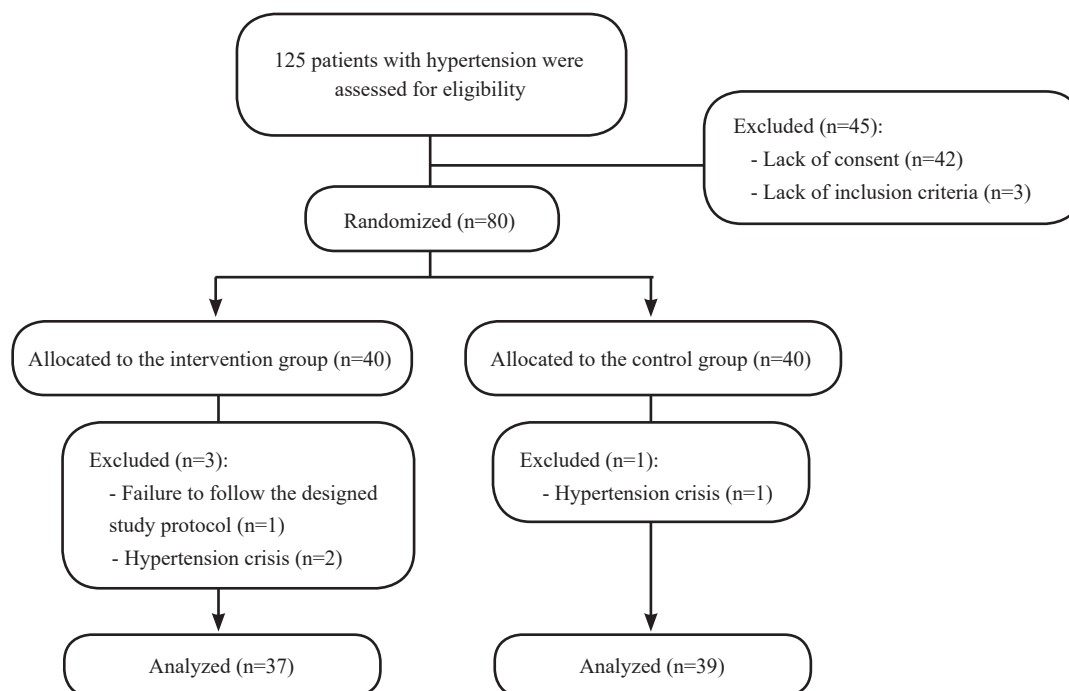 125 patients with hypertension were
assessed for eligibility
Excluded (n=45):
- Lack of consent (n=42)
- Lack of inclusion criteria (n=3)
Randomized (n=80)
Allocated to the intervention group (n=40)
Allocated to the control group (n=40)
Excluded (n=3):
- Failure to follow the designed
study protocol (n=1)
- Hypertension crisis (n=2)
Excluded (n=1):
- Hypertension crisis (n=1)
Analyzed (n=37)
Analyzed (n=39)